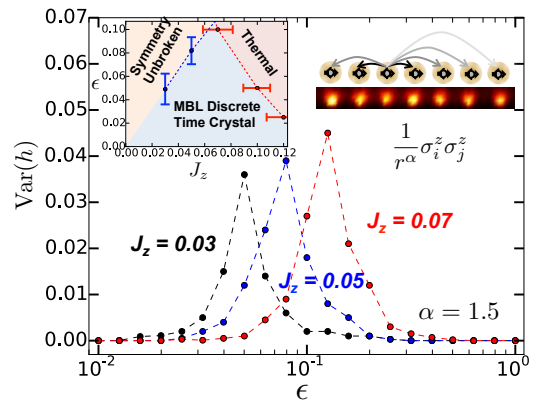 0.07
0.06
0.05
0.04
0.03
0.02
0.01
0.00
Var(h)
10⁻²
10⁻¹
10⁰
ϵ
0.10
0.08
0.06
0.04
0.02
0.00
ϵ
0.00 0.02 0.04 0.06 0.08 0.10 0.12
J_z
Symmetry
Unbroken
Thermal
MBL Discrete
Time Crystal
1/r^α σ_i^z σ_j^z
J_z = 0.03
J_z = 0.05
J_z = 0.07
α = 1.5